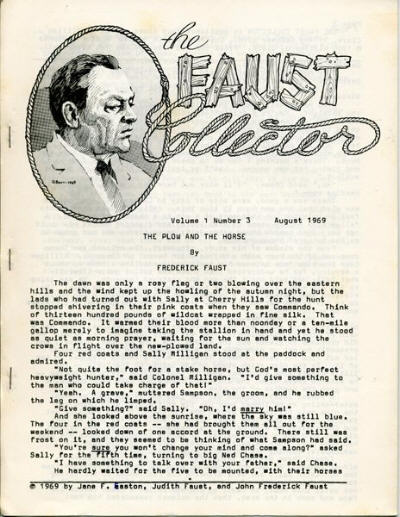 the
FAUST
Collector
Volume 1 Number 3 August 1969
THE PLOW AND THE HORSE
By
FREDERICK FAUST
The dawn was only a rosy flag or two blowing over the eastern
hills and the wind kept up the howling of the autumn night, but the
lads who had turned out with Sally at Cherry Hills for the hunt
stopped shivering in their pink coats when they saw Commando. Think
of thirteen hundred pounds of wildcat wrapped in fine silk. That
was Commando. It warmed their blood more than noonday or a ten-mile
gallop merely to imagine taking the stallion in hand and yet he stood
as quiet as morning prayer, waiting for the sun and watching the
crows in flight over the new-plowed land.
Four red coats and Sally Milligan stood at the paddock and
admired.
"Not quite the foot for a stake horse, but God's most perfect
heavyweight hunter," said Colonel Milligan. "I'd give something to
the man who could take charge of that!"
"Yeah. A grave," muttered Sampson, the groom, and he rubbed
the leg on which he limped.
"Give something?" said Sally. "Oh, I'd marry him!"
And she looked above the sunrise, where the sky was still blue.
The four in the red coats -- she had brought them all out for the
weekend -- looked down of one accord at the ground. There still was
frost on it, and they seemed to be thinking of what Sampson had said.
"You're sure you won't change your mind and come along?" asked
Sally for the fifth time, turning to big Ned Chase.
"I have something to talk over with your father," said Chase.
He hardly waited for the five to be mounted, with their horses
© 1969 by Jane F. Easton, Judith Faust, and John Frederick Faust